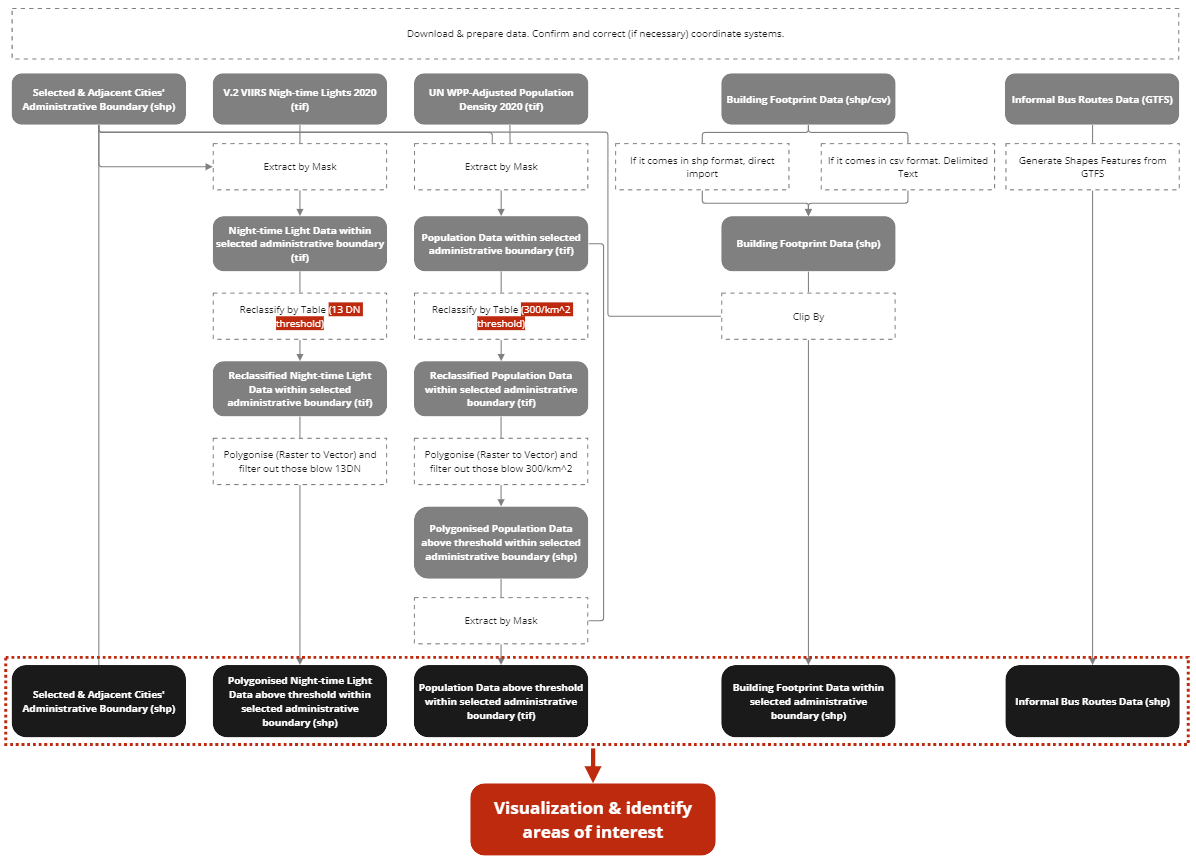 Download & prepare data. Confirm and correct (if necessary) coordinate systems.
Selected & Adjacent Cities'
Administrative Boundary (shp)
V.2 VIIRS Nigh-time Lights 2020
(tif)
UN WPP-Adjusted Population
Density 2020 (tif)
Building Footprint Data (shp/csv)
Informal Bus Routes Data (GTFS)
Extract by Mask
Extract by Mask
If it comes in shp format, direct
import
If it comes in csv format. Delimited
Text
Generate Shapes Features from
GTFS
Night-time Light Data within
selected administrative boundary
(tif)
Population Data within selected
administrative boundary (tif)
Building Footprint Data (shp)
Reclassify by Table (13 DN
threshold)
Reclassify by Table (300/km^2
threshold)
Clip By
Reclassified Night-time Light
Data within selected
administrative boundary (tif)
Reclassified Population Data
within selected administrative
boundary (tif)
Polygonise (Raster to Vector) and
filter out those blow 13DN
Polygonise (Raster to Vector) and
filter out those blow 300/km^2
Polygonised Population Data
above threshold within selected
administrative boundary (shp)
Extract by Mask
Selected & Adjacent Cities'
Administrative Boundary (shp)
Polygonised Night-time Light
Data above threshold within
selected administrative
boundary (shp)
Population Data above threshold
within selected administrative
boundary (tif)
Building Footprint Data within
selected administrative
boundary (shp)
Informal Bus Routes Data (shp)
Visualization & identify
areas of interest